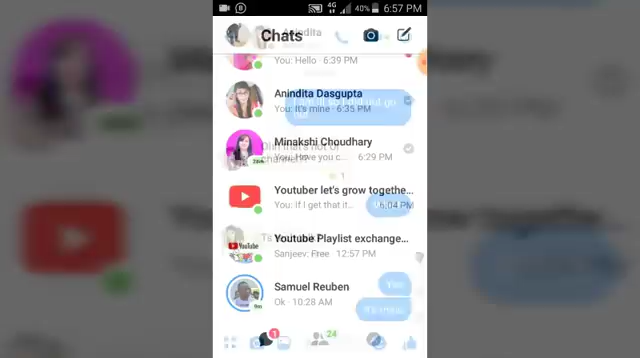 4G 40% 6:57 PM
Chats
You: Hello · 6:39 PM
Anindita Dasgupta
You: It's mine · 6:35 PM
Minakshi Choudhary
You: Have you c... 6:29 PM
1
Youtuber let's grow togethe...
You: If I get that it... 6:04 PM
Youtube Playlist exchange...
Sanjeev: Free · 12:57 PM
Samuel Reuben
Ok · 10:28 AM
1
24